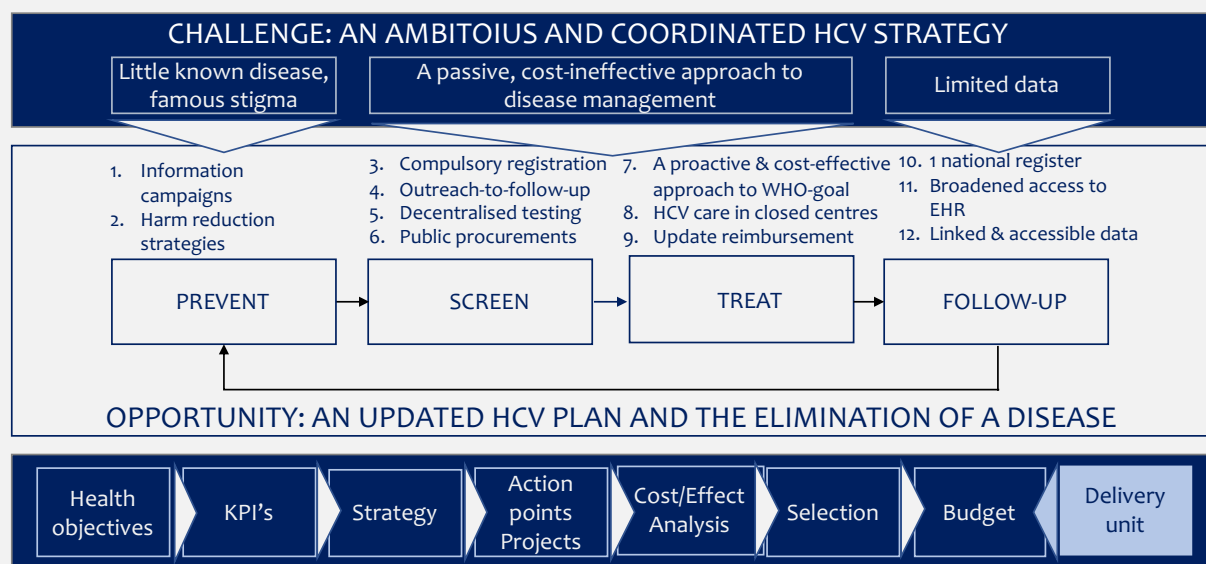 CHALLENGE: AN AMBITOIUS AND COORDINATED HCV STRATEGY
Little known disease,
famous stigma
A passive, cost-ineffective approach to
disease management
Limited data
1. Information
campaigns
2. Harm reduction
strategies
3. Compulsory registration
4. Outreach-to-follow-up
5. Decentralised testing
6. Public procurements
7. A proactive & cost-effective
approach to WHO-goal
8. HCV care in closed centres
9. Update reimbursement
10. 1 national register
11. Broadened access to
EHR
12. Linked & accessible data
PREVENT
SCREEN
TREAT
FOLLOW-UP
OPPORTUNITY: AN UPDATED HCV PLAN AND THE ELIMINATION OF A DISEASE
Health
objectives
KPI's
Strategy
Action
points
Projects
Cost/Effect
Analysis
Selection
Budget
Delivery
unit